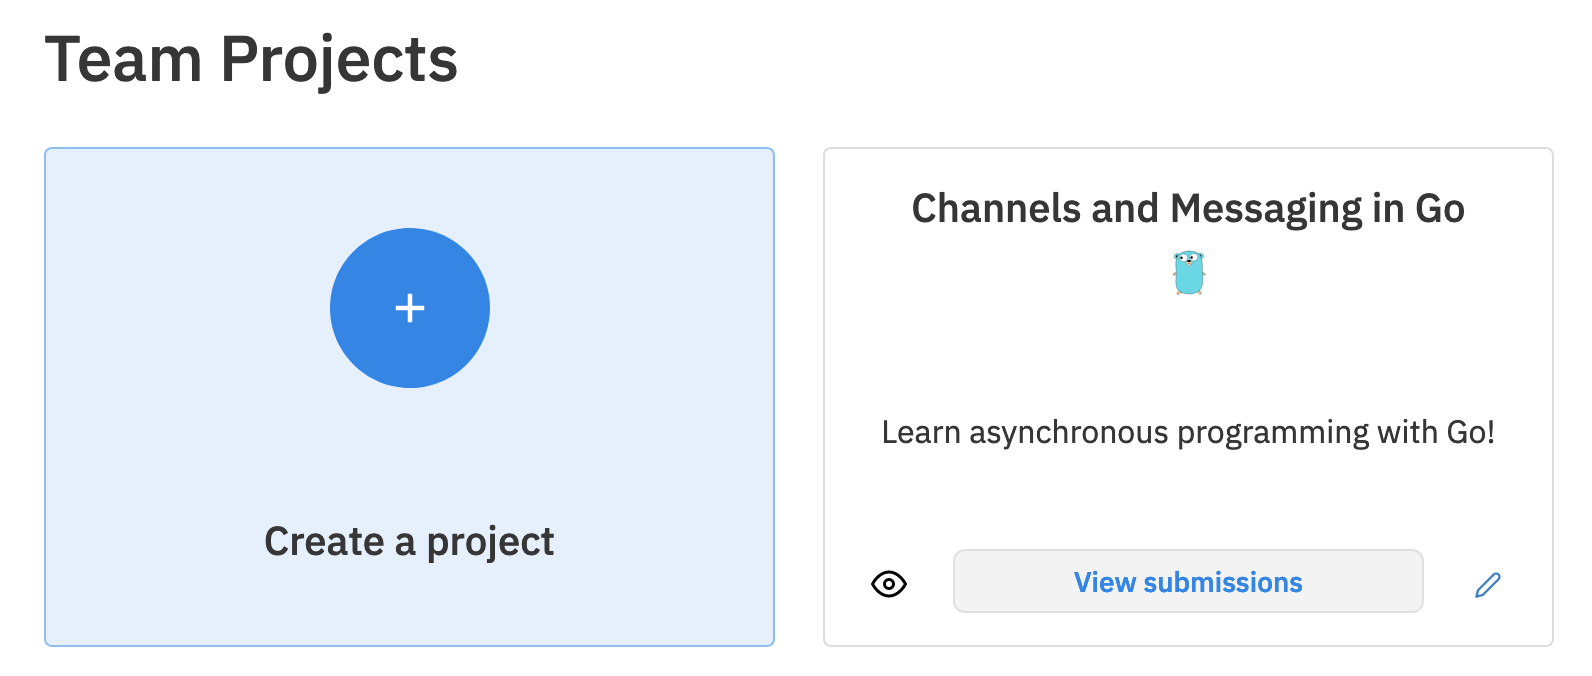 Team Projects
Create a project
Channels and Messaging in Go
Learn asynchronous programming with Go!
View submissions